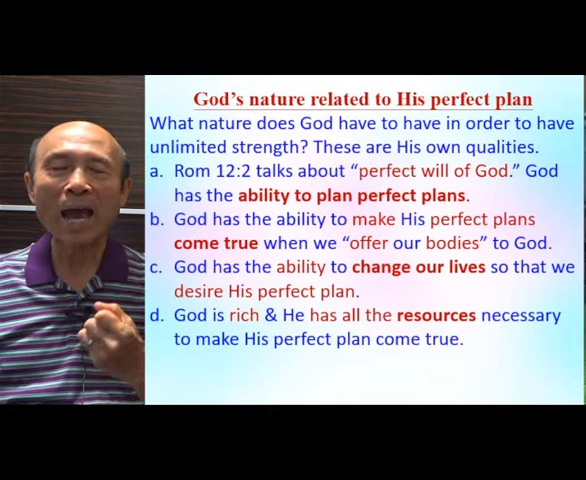 God's nature related to His perfect plan
What nature does God have to have in order to have
unlimited strength? These are His own qualities.
a. Rom 12:2 talks about “perfect will of God.” God
has the ability to plan perfect plans.
b. God has the ability to make His perfect plans
come true when we “offer our bodies” to God.
c. God has the ability to change our lives so that we
desire His perfect plan.
d. God is rich & He has all the resources necessary
to make His perfect plan come true.